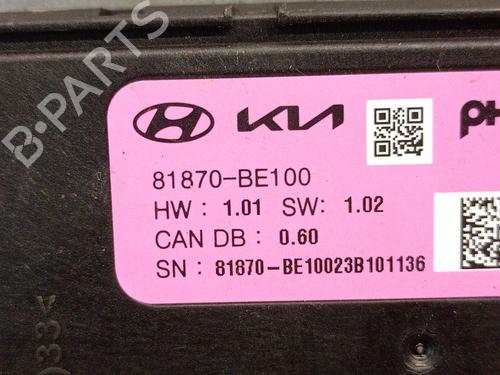 KIA PH
81870-BE100
HW : 1.01 SW: 1.02
CAN DB : 0.60
SN : 81870-BE10023B101136
B-PARTS